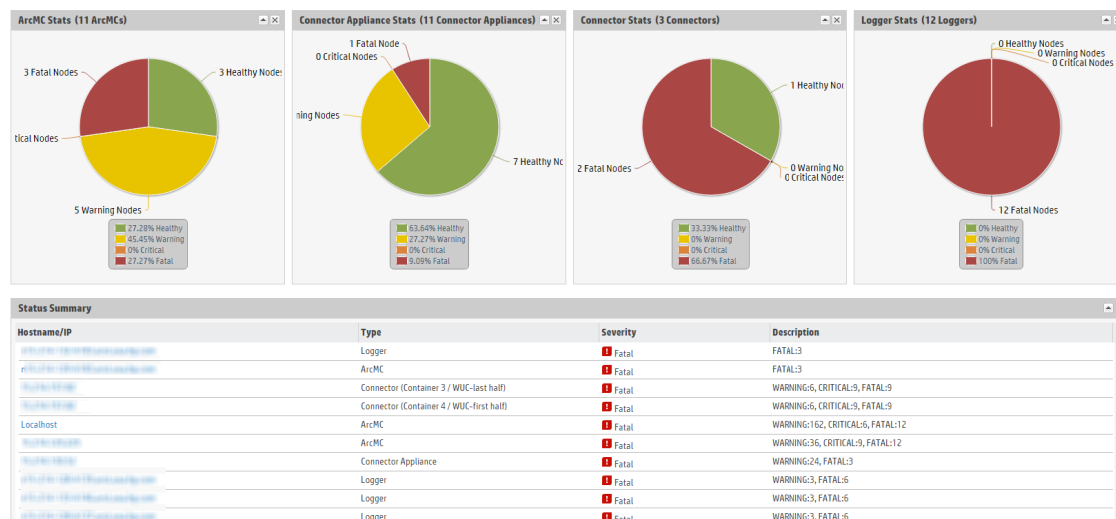 ArcMC Stats (11 ArcMCs)
3 Fatal Nodes
3 Healthy Nodes
tical Nodes
5 Warning Nodes
27.28% Healthy
45.45% Warning
0% Critical
27.27% Fatal
Connector Appliance Stats (11 Connector Appliances)
1 Fatal Node
0 Critical Nodes
ning Nodes
7 Healthy No
63.64% Healthy
27.27% Warning
0% Critical
9.09% Fatal
Connector Stats (3 Connectors)
1 Healthy No
2 Fatal Nodes
0 Warning No
0 Critical Nodes
33.33% Healthy
0% Warning
0% Critical
66.67% Fatal
Logger Stats (12 Loggers)
0 Healthy Nodes
0 Warning Nodes
0 Critical Nodes
12 Fatal Nodes
0% Healthy
0% Warning
0% Critical
100% Fatal
Status Summary
Hostname/IP Type Severity Description
Logger Fatal FATAL:3
ArcMC Fatal FATAL:3
Connector (Container 3 / WUC-last half) Fatal WARNING:6, CRITICAL:9, FATAL:9
Connector (Container 4 / WUC-first half) Fatal WARNING:6, CRITICAL:9, FATAL:9
Localhost ArcMC Fatal WARNING:162, CRITICAL:6, FATAL:12
ArcMC Fatal WARNING:36, CRITICAL:9, FATAL:12
Connector Appliance Fatal WARNING:24, FATAL:3
Logger Fatal WARNING:3, FATAL:6
Logger Fatal WARNING:3, FATAL:6
Logger Fatal WARNING:3, FATAL:6